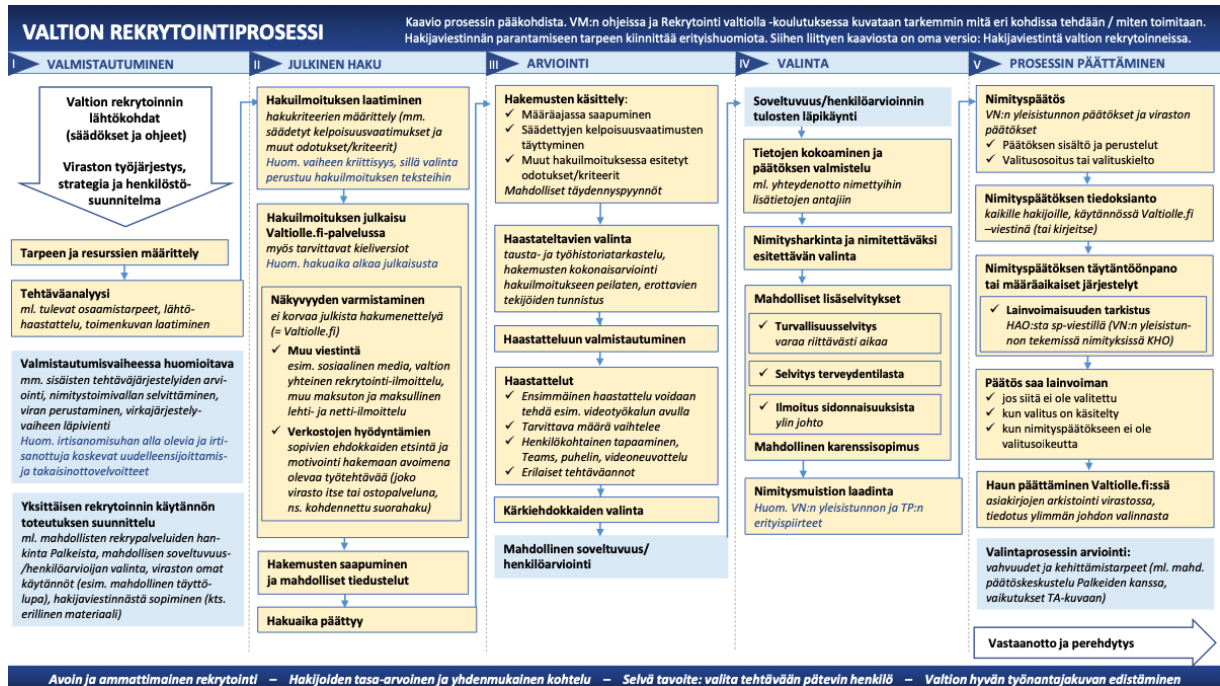 VALTION REKRYTOINTIPROSESSI
Kaavio prosessin pääkohdista. VM:n ohjeissa ja Rekrytointi valtiolla -koulutuksessa kuvataan tarkemmin mitä eri kohdissa tehdään / miten toimitaan.
Hakijaviestinnän parantamiseen tarpeen kiinnittää erityishuomiota. Siihen liittyen kaaviosta on oma versio: Hakijaviestintä valtion rekrytoinneissa.
I VALMISTAUTUMINEN
Valtion rekrytoinnin
lähtökohdat
(säädökset ja ohjeet)
Viraston työjärjestys,
strategia ja henkilöstö-
suunnitelma
Tarpeen ja resurssien määrittely
Tehtäväanalyysi
ml. tulevat osaamistarpeet, lähtö-
haastattelu, toimenkuvan laatiminen
Valmistautumisvaiheessa huomioitava
mm. sisäisten tehtäväjärjestelyiden arvi-
ointi, nimitystoimivallan selvittäminen,
viran perustaminen, virkajärjestely-
vaiheen läpivienti
Huom. irtisanomisuhan alla olevia ja irti-
sanottuja koskevat uudelleensijoittamis-
ja takaisinottovelvoitteet
Yksittäisen rekrytoinnin käytännön
toteutuksen suunnittelu
ml. mahdollisten rekrypalveluiden han-
kinta Palkeista, mahdollisen soveltuvuus-
/henkilöarvioijan valinta, viraston omat
käytännöt (esim. mahdollinen täyttö-
lupa), hakijaviestinnästä sopiminen (kts.
erillinen materiaali)
II JULKINEN HAKU
Hakuilmoituksen laatiminen
hakukriteerien määrittely (mm.
säädetyt kelpoisuusvaatimukset ja
muut odotukset/kriteerit)
Huom. vaiheen kriittisyys, sillä valinta
perustuu hakuilmoituksen teksteihin
Hakuilmoituksen julkaisu
Valtiolle.fi-palvelussa
myös tarvittavat kieliversiot
Huom. hakuaika alkaa julkaisusta
Näkyvyyden varmistaminen
ei korvaa julkista hakumenettelyä
(= Valtiolle.fi)
✓ Muu viestintä
esim. sosiaalinen media, valtion
yhteinen rekrytointi-ilmoittelu,
muu maksuton ja maksullinen
lehti- ja netti-ilmoittelu
✓ Verkostojen hyödyntämien
sopivien ehdokkaiden etsintä ja
motivointi hakemaan avoimena
olevaa työtehtävää (joko
virasto itse tai ostopalveluna,
ns. kohdennettu suorahaku)
Hakemusten saapuminen
ja mahdolliset tiedustelut
Hakuaika päättyy
III ARVIOINTI
Hakemusten käsittely:
✓ Määräajassa saapuminen
✓ Säädettyjen kelpoisuusvaatimusten
täyttyminen
✓ Muut hakuilmoituksessa esitetyt
odotukset/kriteerit
Mahdolliset täydennyspyynnöt
Haastateltavien valinta
tausta- ja työhistoriatarkastelu,
hakemusten kokonaisarviointi
hakuilmoitukseen peilaten, erottavien
tekijöiden tunnistus
Haastatteluun valmistautuminen
Haastattelut
✓ Ensimmäinen haastattelu voidaan
tehdä esim. videotyökalun avulla
✓ Tarvittava määrä vaihtelee
✓ Henkilökohtainen tapaaminen,
Teams, puhelin, videoneuvottelu
✓ Erilaiset tehtäväannot
Kärkiehdokkaiden valinta
Mahdollinen soveltuvuus/
henkilöarviointi
IV VALINTA
Soveltuvuus/henkilöarvioinnin
tulosten läpikäynti
Tietojen kokoaminen ja
päätöksen valmistelu
ml. yhteydenotto nimettyihin
lisätietojen antajiin
Nimitysharkinta ja nimitettäväksi
esitettävän valinta
Mahdolliset lisäselvitykset
✓ Turvallisuusselvitys
varaa riittävästi aikaa
✓ Selvitys terveydentilasta
✓ Ilmoitus sidonnaisuuksista
ylin johto
Mahdollinen karenssisopimus
Nimitysmuistion laadinta
Huom. VN:n yleistunnon ja TP:n
erityispiirteet
V PROSESSIN PÄÄTTÄMINEN
Nimityspäätös
VN:n yleistunnon päätökset ja viraston
päätökset
✓ Päätöksen sisältö ja perustelut
✓ Valitusosoitus tai valituskielto
Nimityspäätöksen tiedoksianto
kaikille hakijoille, käytännössä Valtiolle.fi
–viestinä (tai kirjeitse)
Nimityspäätöksen täytäntöönpano
tai määräaikaiset järjestelyt
✓ Lainvoimaisuuden tarkistus
HAO:sta sp-viestillä (VN:n yleistun-
non tekemissä nimityksissä KHO)
Päätös saa lainvoiman
✓ jos siitä ei ole valitettu
✓ kun valitus on käsitelty
✓ kun nimityspäätökseen ei ole
valitusoikeutta
Haun päättäminen Valtiolle.fi:ssä
asiakirjojen arkistointi virastossa,
tiedotus ylimmän johdon valinnasta
Valintaprosessin arviointi:
vahvuudet ja kehittämistarpeet (ml. mahd.
päätöskeskustelu Palkeiden kanssa,
vaikutukset TA-kuvaan)
Vastaanotto ja perehdytys
Avoin ja ammattimainen rekrytointi – Hakijoiden tasa-arvoinen ja yhdenmukainen kohtelu – Selvä tavoite: valita tehtävään pätevin henkilö – Valtion hyvän työnantajakuvan edistäminen